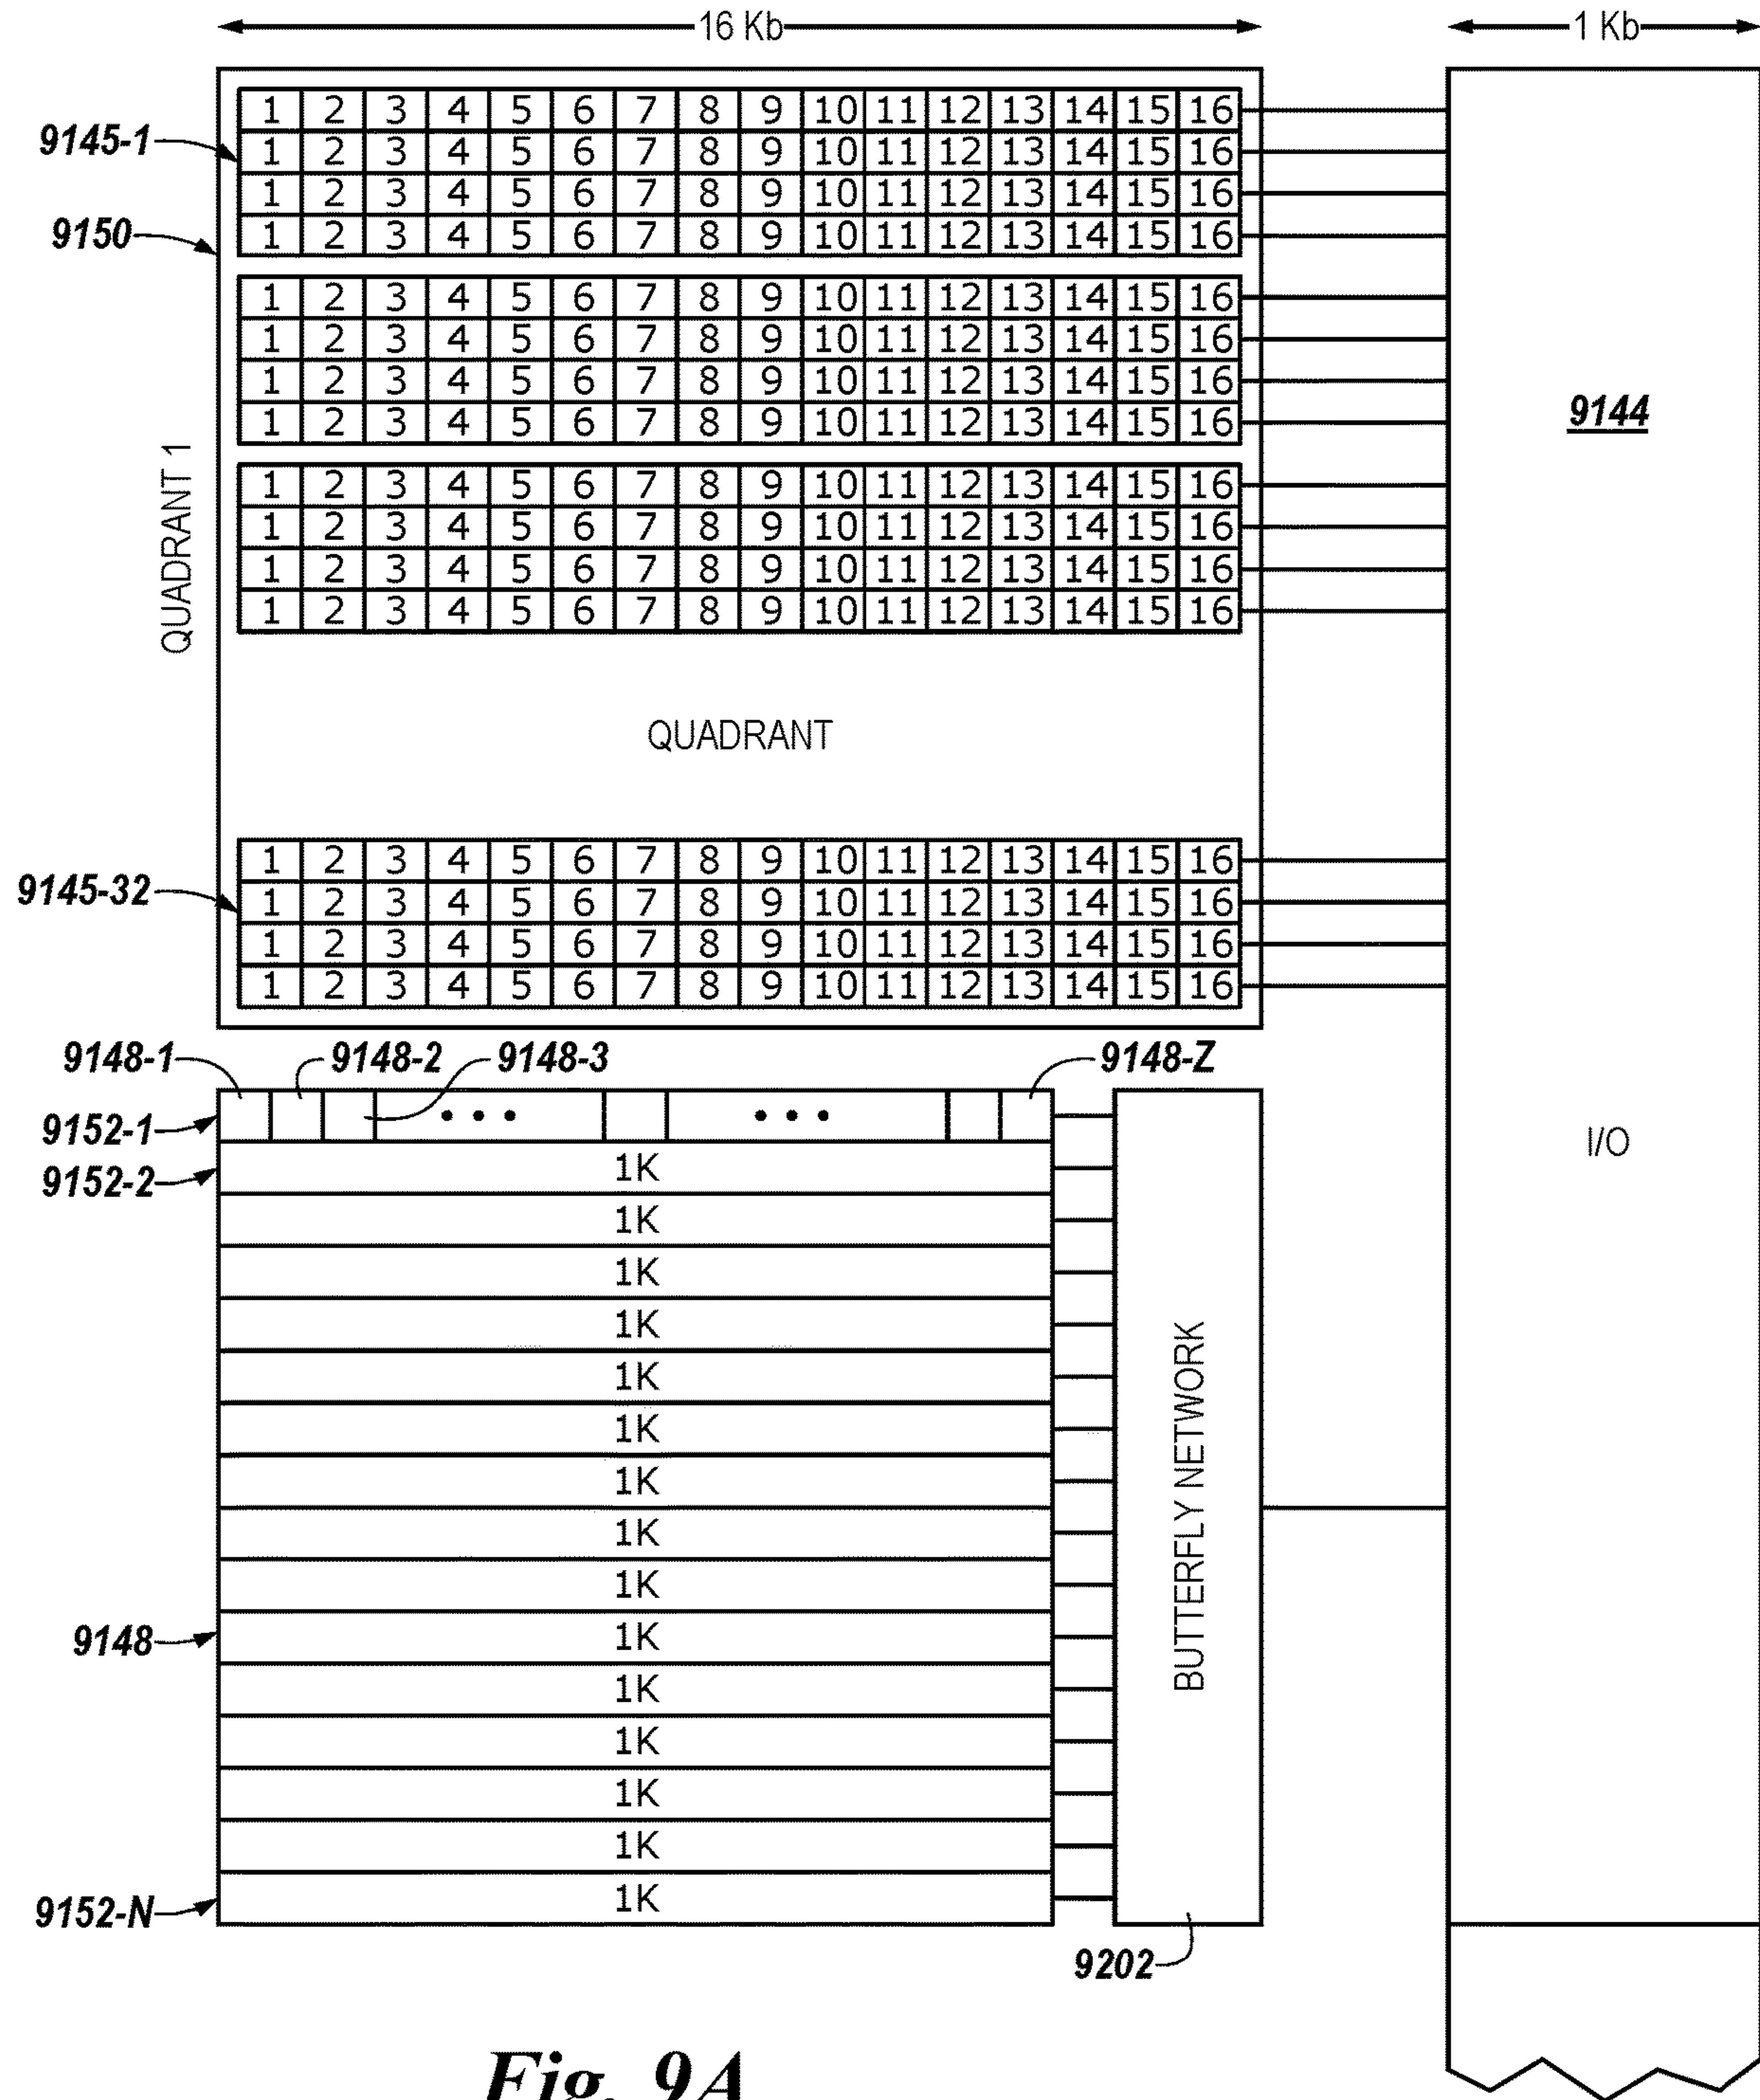 16 Kb 1 Kb
1 2 3 4 5 6 7 8 9 10 11 12 13 14 15 16
9145-1 1 2 3 4 5 6 7 8 9 10 11 12 13 14 15 16
1 2 3 4 5 6 7 8 9 10 11 12 13 14 15 16
9150 1 2 3 4 5 6 7 8 9 10 11 12 13 14 15 16
1 2 3 4 5 6 7 8 9 10 11 12 13 14 15 16
1 2 3 4 5 6 7 8 9 10 11 12 13 14 15 16
1 2 3 4 5 6 7 8 9 10 11 12 13 14 15 16
1 2 3 4 5 6 7 8 9 10 11 12 13 14 15 16
9144
1 2 3 4 5 6 7 8 9 10 11 12 13 14 15 16
1 2 3 4 5 6 7 8 9 10 11 12 13 14 15 16
1 2 3 4 5 6 7 8 9 10 11 12 13 14 15 16
1 2 3 4 5 6 7 8 9 10 11 12 13 14 15 16
QUADRANT 1
QUADRANT
1 2 3 4 5 6 7 8 9 10 11 12 13 14 15 16
9145-32 1 2 3 4 5 6 7 8 9 10 11 12 13 14 15 16
1 2 3 4 5 6 7 8 9 10 11 12 13 14 15 16
1 2 3 4 5 6 7 8 9 10 11 12 13 14 15 16
9148-1 9148-2 9148-3 9148-Z
9152-1 • • • • • •
I/O
9152-2 1K
1K
1K
1K
1K
1K
1K
1K
1K
9148 1K
1K
1K
1K
1K
9152-N 1K
BUTTERFLY NETWORK
9202
Fig. 9A